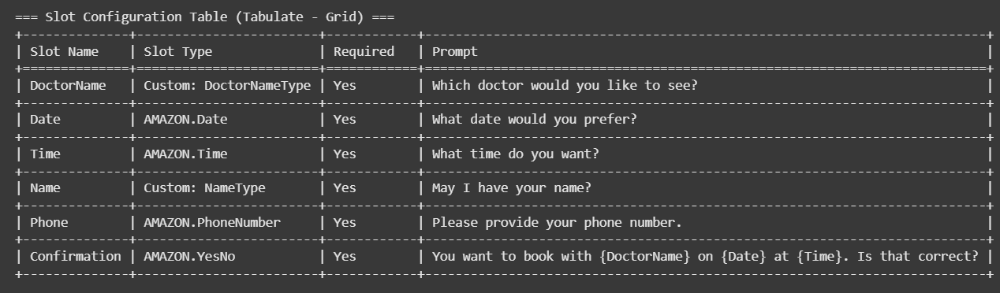 === Slot Configuration Table (Tabulate - Grid) ===
+--------------+------------------------+------------+--------------------------------------------------------------------------+
| Slot Name    | Slot Type              | Required   | Prompt                                                                   |
+==============+========================+============+==========================================================================+
| DoctorName   | Custom: DoctorNameType | Yes        | Which doctor would you like to see?                                      |
+--------------+------------------------+------------+--------------------------------------------------------------------------+
| Date         | AMAZON.Date            | Yes        | What date would you prefer?                                              |
+--------------+------------------------+------------+--------------------------------------------------------------------------+
| Time         | AMAZON.Time            | Yes        | What time do you want?                                                   |
+--------------+------------------------+------------+--------------------------------------------------------------------------+
| Name         | Custom: NameType       | Yes        | May I have your name?                                                    |
+--------------+------------------------+------------+--------------------------------------------------------------------------+
| Phone        | AMAZON.PhoneNumber     | Yes        | Please provide your phone number.                                        |
+--------------+------------------------+------------+--------------------------------------------------------------------------+
| Confirmation | AMAZON.YesNo           | Yes        | You want to book with {DoctorName} on {Date} at {Time}. Is that correct? |
+--------------+------------------------+------------+--------------------------------------------------------------------------+